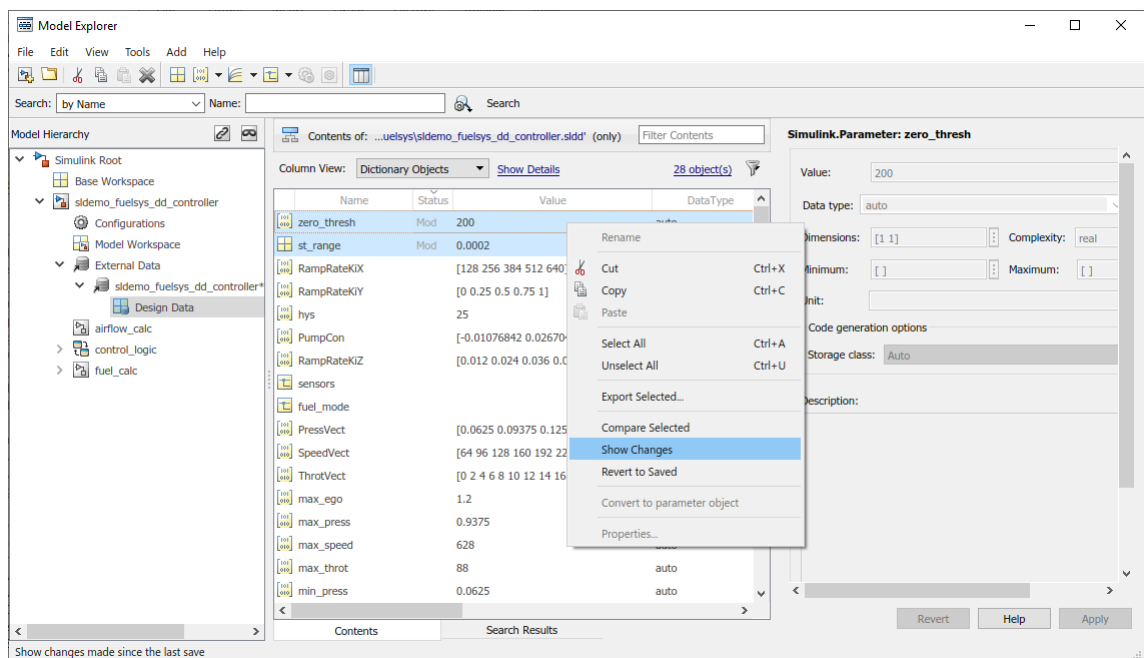 Model Explorer
File Edit View Tools Add Help
Search: by Name Name: Search
Model Hierarchy
Simulink Root
Base Workspace
sldemo_fuelsys_dd_controller
Configurations
Model Workspace
External Data
sldemo_fuelsys_dd_controller*
Design Data
airflow_calc
control_logic
fuel_calc
Contents of: ...uelsys\sldemo_fuelsys_dd_controller.sldd' (only) Filter Contents
Column View: Dictionary Objects Show Details 28 object(s)
Name Status Value DataType
zero_thresh Mod 200 auto
st_range Mod 0.0002
RampRateKiX [128 256 384 512 640]
RampRateKiY [0 0.25 0.5 0.75 1]
hys 25
PumpCon [-0.01076842 0.02670
RampRateKiZ [0.012 0.024 0.036 0.0
sensors
fuel_mode
PressVect [0.0625 0.09375 0.125
SpeedVect [64 96 128 160 192 22
ThrotVect [0 2 4 6 8 10 12 14 16
max_ego 1.2
max_press 0.9375
max_speed 628 auto
max_throt 88 auto
min_press 0.0625 auto
Contents Search Results
Rename
Cut Ctrl+X
Copy Ctrl+C
Paste
Select All Ctrl+A
Unselect All Ctrl+U
Export Selected...
Compare Selected
Show Changes
Revert to Saved
Convert to parameter object
Properties...
Simulink.Parameter: zero_thresh
Value: 200
Data type: auto
Dimensions: [1 1] Complexity: real
Minimum: [ ] Maximum: [ ]
Unit:
Code generation options
Storage class: Auto
Description:
Revert Help Apply
Show changes made since the last save